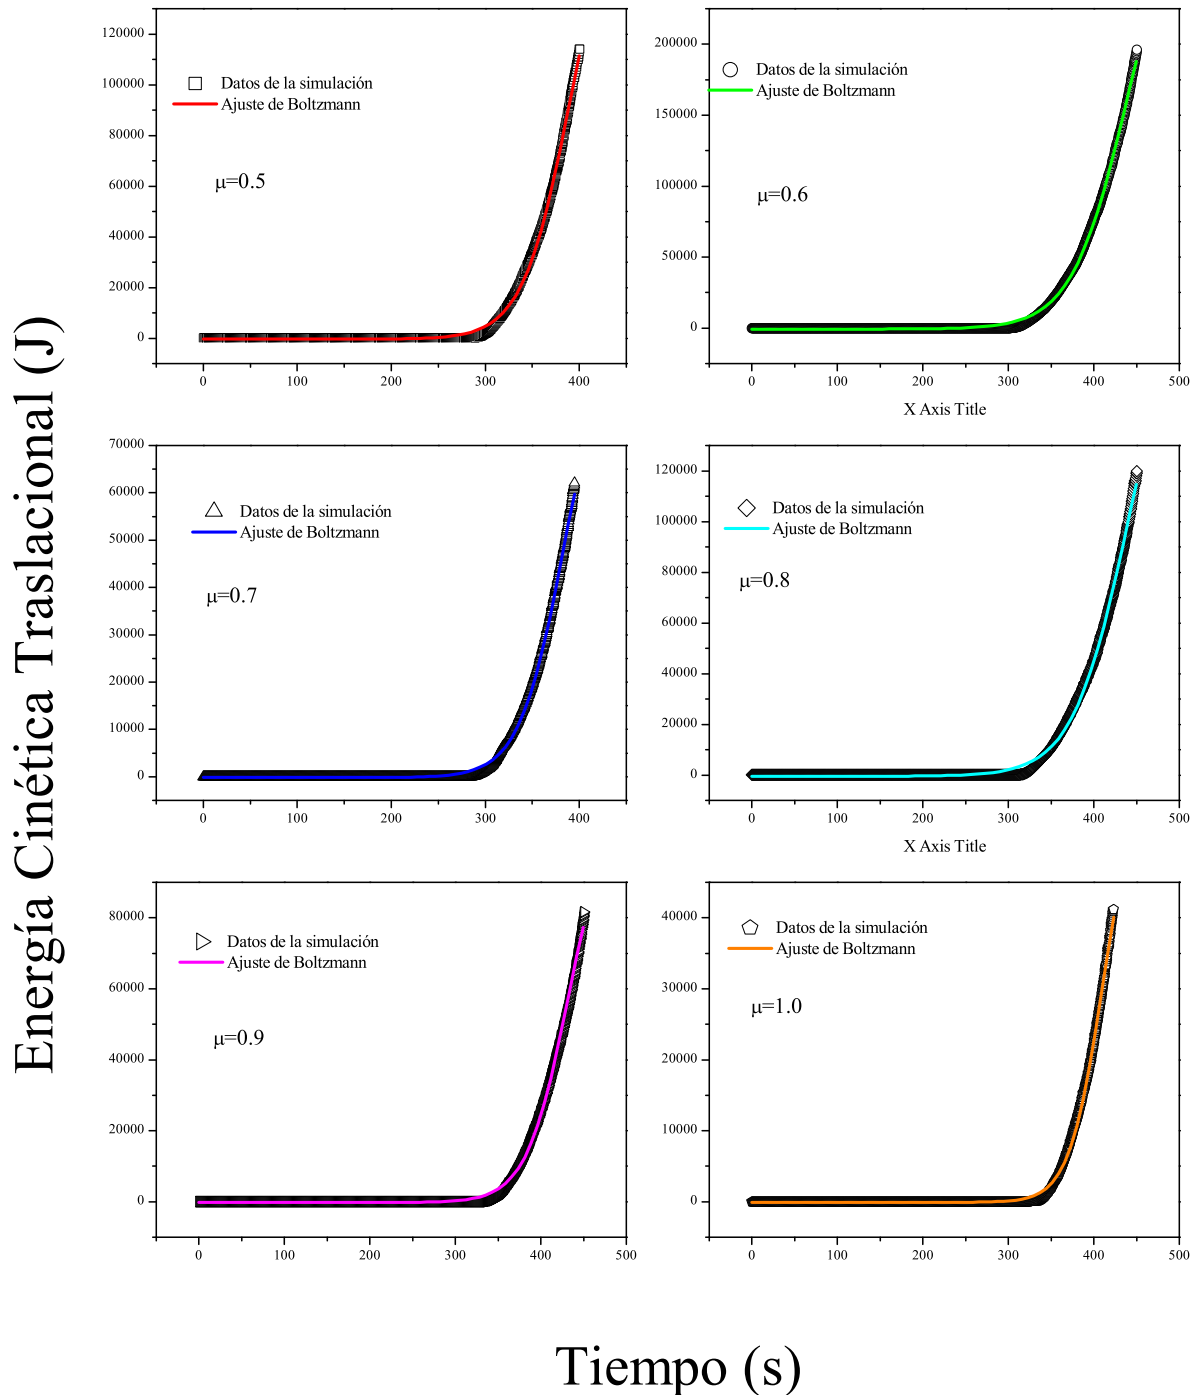 Energía Cinética Traslacional (J)
120000
100000
80000
60000
40000
20000
0
Datos de la simulación
Ajuste de Boltzmann
μ=0.5
0 100 200 300 400
200000
150000
100000
50000
0
Datos de la simulación
Ajuste de Boltzmann
μ=0.6
0 100 200 300 400 500
X Axis Title
70000
60000
50000
40000
30000
20000
10000
0
Datos de la simulación
Ajuste de Boltzmann
μ=0.7
0 100 200 300 400
120000
100000
80000
60000
40000
20000
0
Datos de la simulación
Ajuste de Boltzmann
μ=0.8
0 100 200 300 400 500
X Axis Title
80000
60000
40000
20000
0
Datos de la simulación
Ajuste de Boltzmann
μ=0.9
0 100 200 300 400 500
40000
30000
20000
10000
0
Datos de la simulación
Ajuste de Boltzmann
μ=1.0
0 100 200 300 400 500
Tiempo (s)